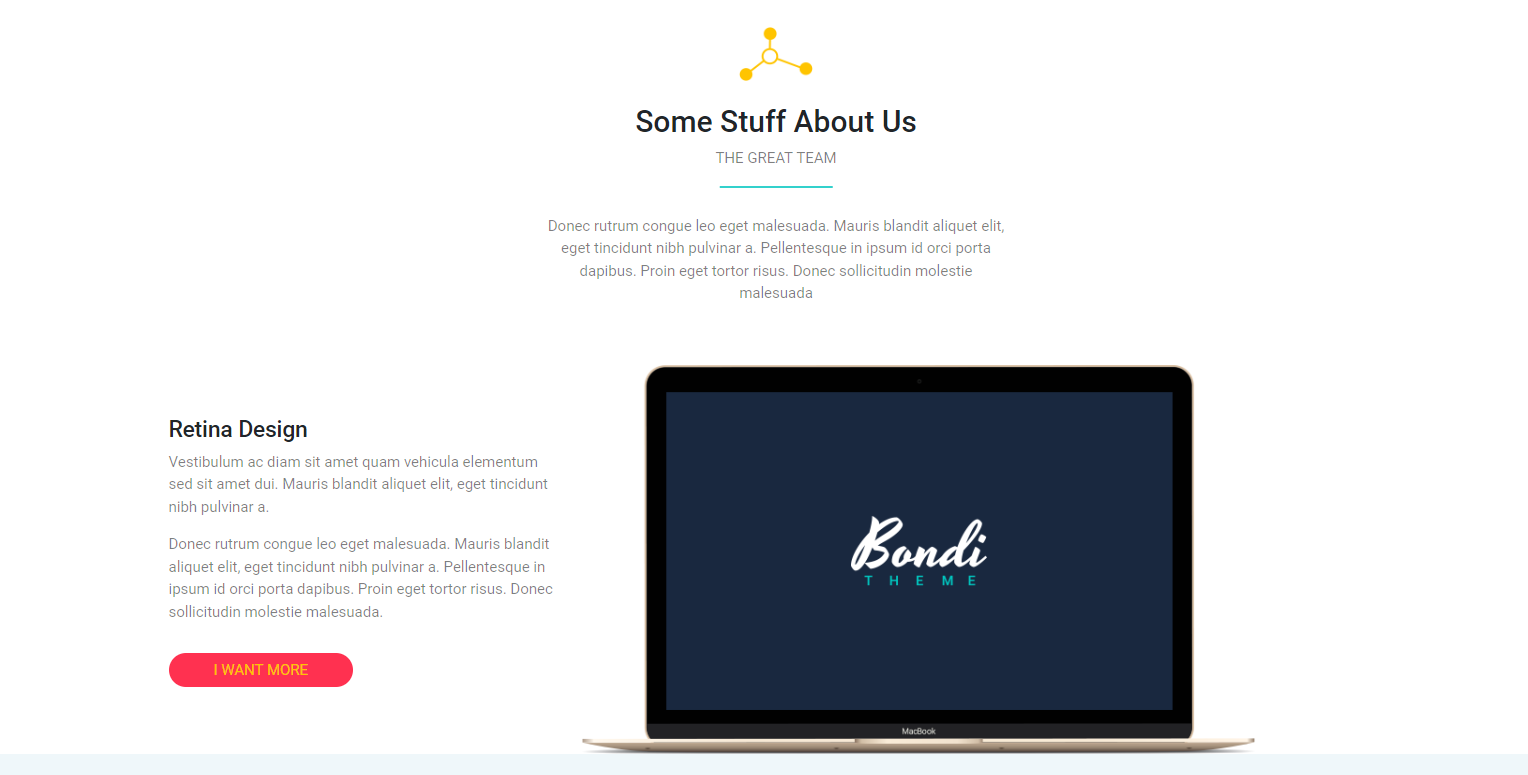 Some Stuff About Us
THE GREAT TEAM
Donec rutrum congue leo eget malesuada. Mauris blandit aliquet elit,
eget tincidunt nibh pulvinar a. Pellentesque in ipsum id orci porta
dapibus. Proin eget tortor risus. Donec sollicitudin molestie
malesuada
Retina Design
Vestibulum ac diam sit amet quam vehicula elementum
sed sit amet dui. Mauris blandit aliquet elit, eget tincidunt
nibh pulvinar a.
Donec rutrum congue leo eget malesuada. Mauris blandit
aliquet elit, eget tincidunt nibh pulvinar a. Pellentesque in
ipsum id orci porta dapibus. Proin eget tortor risus. Donec
sollicitudin molestie malesuada.
I WANT MORE
Bondi
THEME
MacBook